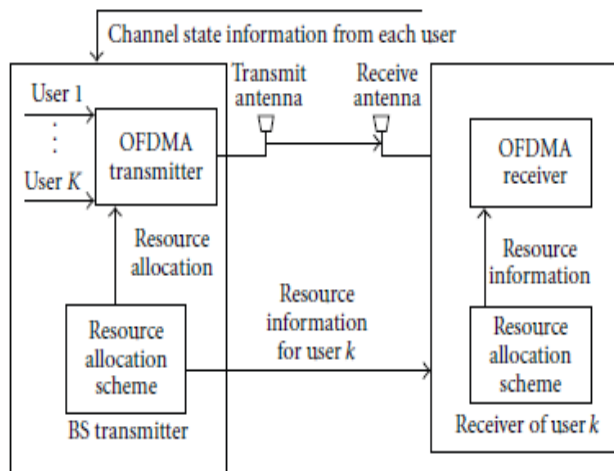 Channel state information from each user
Transmit
antenna
Receive
antenna
User 1
User K
OFDMA
transmitter
OFDMA
receiver
Resource
allocation
Resource
information
for user k
Resource
information
Resource
allocation
scheme
BS transmitter
Resource
allocation
scheme
Receiver of user k